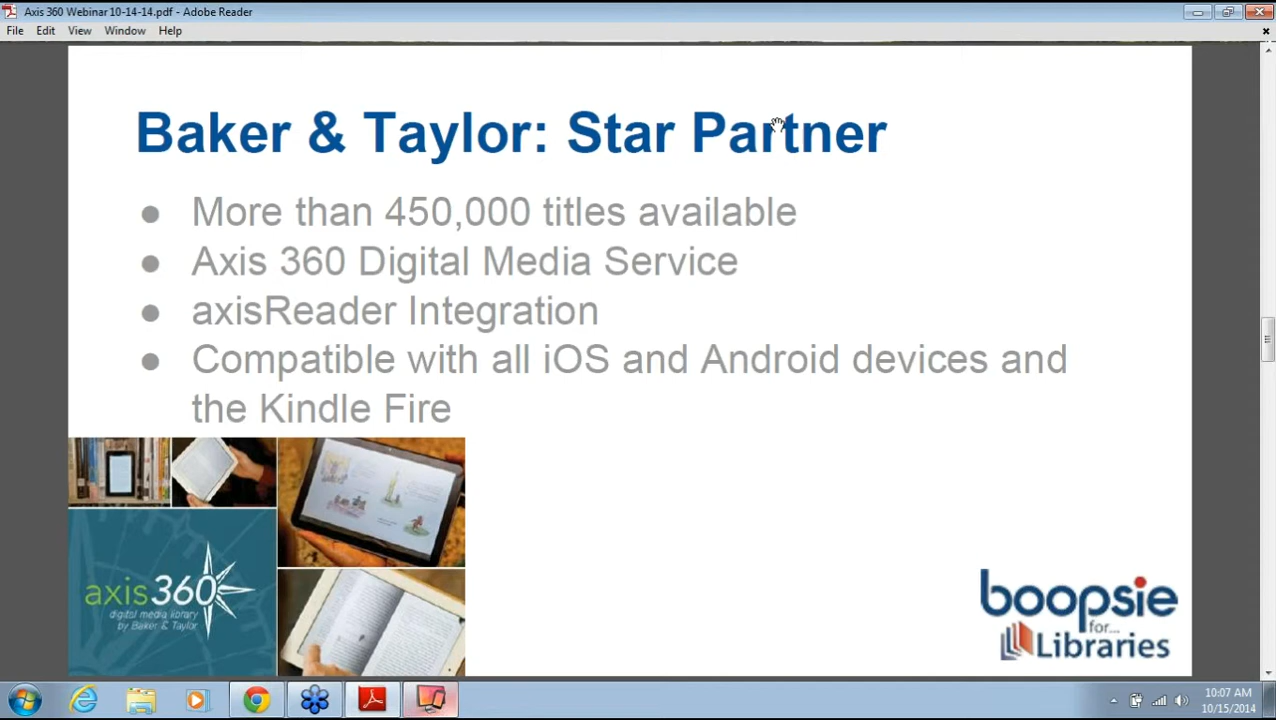 Axis 360 Webinar 10-14-14.pdf - Adobe Reader
File Edit View Window Help
Baker & Taylor: Star Partner
● More than 450,000 titles available
● Axis 360 Digital Media Service
● axisReader Integration
● Compatible with all iOS and Android devices and
the Kindle Fire
axis 360
digital media library
by Baker & Taylor
boopsie
for...
Libraries
10:07 AM
10/15/2014